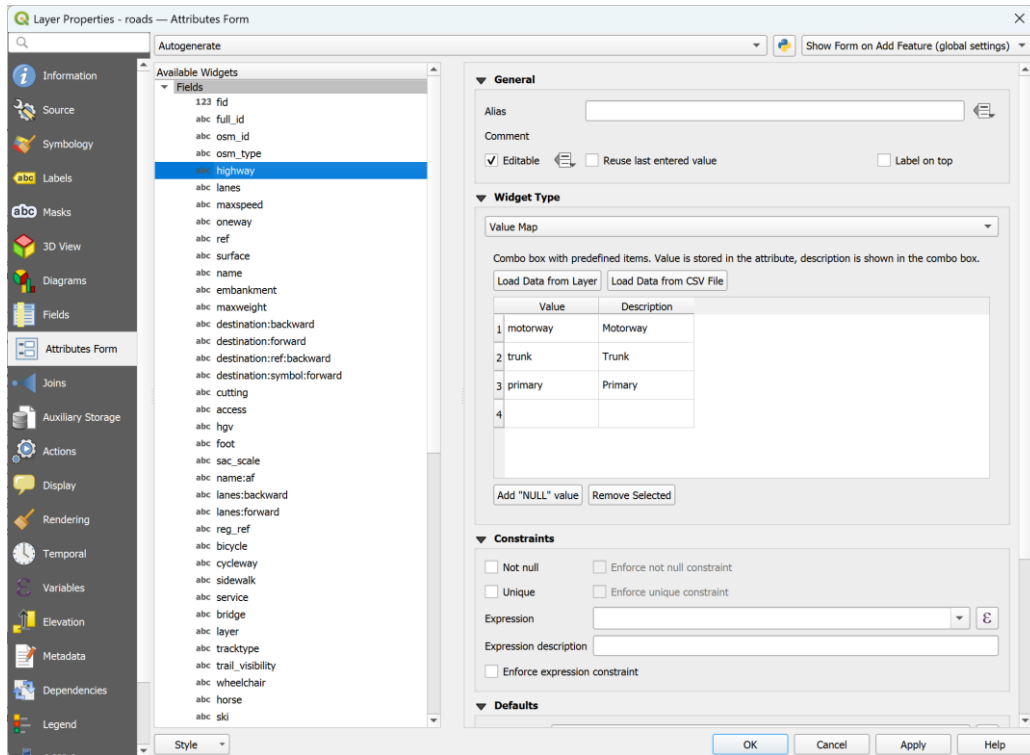 Layer Properties - roads — Attributes Form
Autogenerate
Show Form on Add Feature (global settings)
Information
Source
Symbology
abc Labels
abc Masks
3D View
Diagrams
Fields
Attributes Form
Joins
Auxiliary Storage
Actions
Display
Rendering
Temporal
Variables
Elevation
Metadata
Dependencies
Legend
Available Widgets
Fields
123 fid
abc full_id
abc osm_id
abc osm_type
abc highway
abc lanes
abc maxspeed
abc oneway
abc ref
abc surface
abc name
abc embankment
abc maxweight
abc destination:backward
abc destination:forward
abc destination:ref:backward
abc destination:symbol:forward
abc cutting
abc access
abc hgv
abc foot
abc sac_scale
abc name:af
abc lanes:backward
abc lanes:forward
abc reg_ref
abc bicycle
abc cycleway
abc sidewalk
abc service
abc bridge
abc layer
abc tracktype
abc trail_visibility
abc wheelchair
abc horse
abc ski
General
Alias
Comment
Editable Reuse last entered value Label on top
Widget Type
Value Map
Combo box with predefined items. Value is stored in the attribute, description is shown in the combo box.
Load Data from Layer Load Data from CSV File
Value Description
1 motorway Motorway
2 trunk Trunk
3 primary Primary
4
Add "NULL" value Remove Selected
Constraints
Not null Enforce not null constraint
Unique Enforce unique constraint
Expression ε
Expression description
Enforce expression constraint
Defaults
Style OK Cancel Apply Help